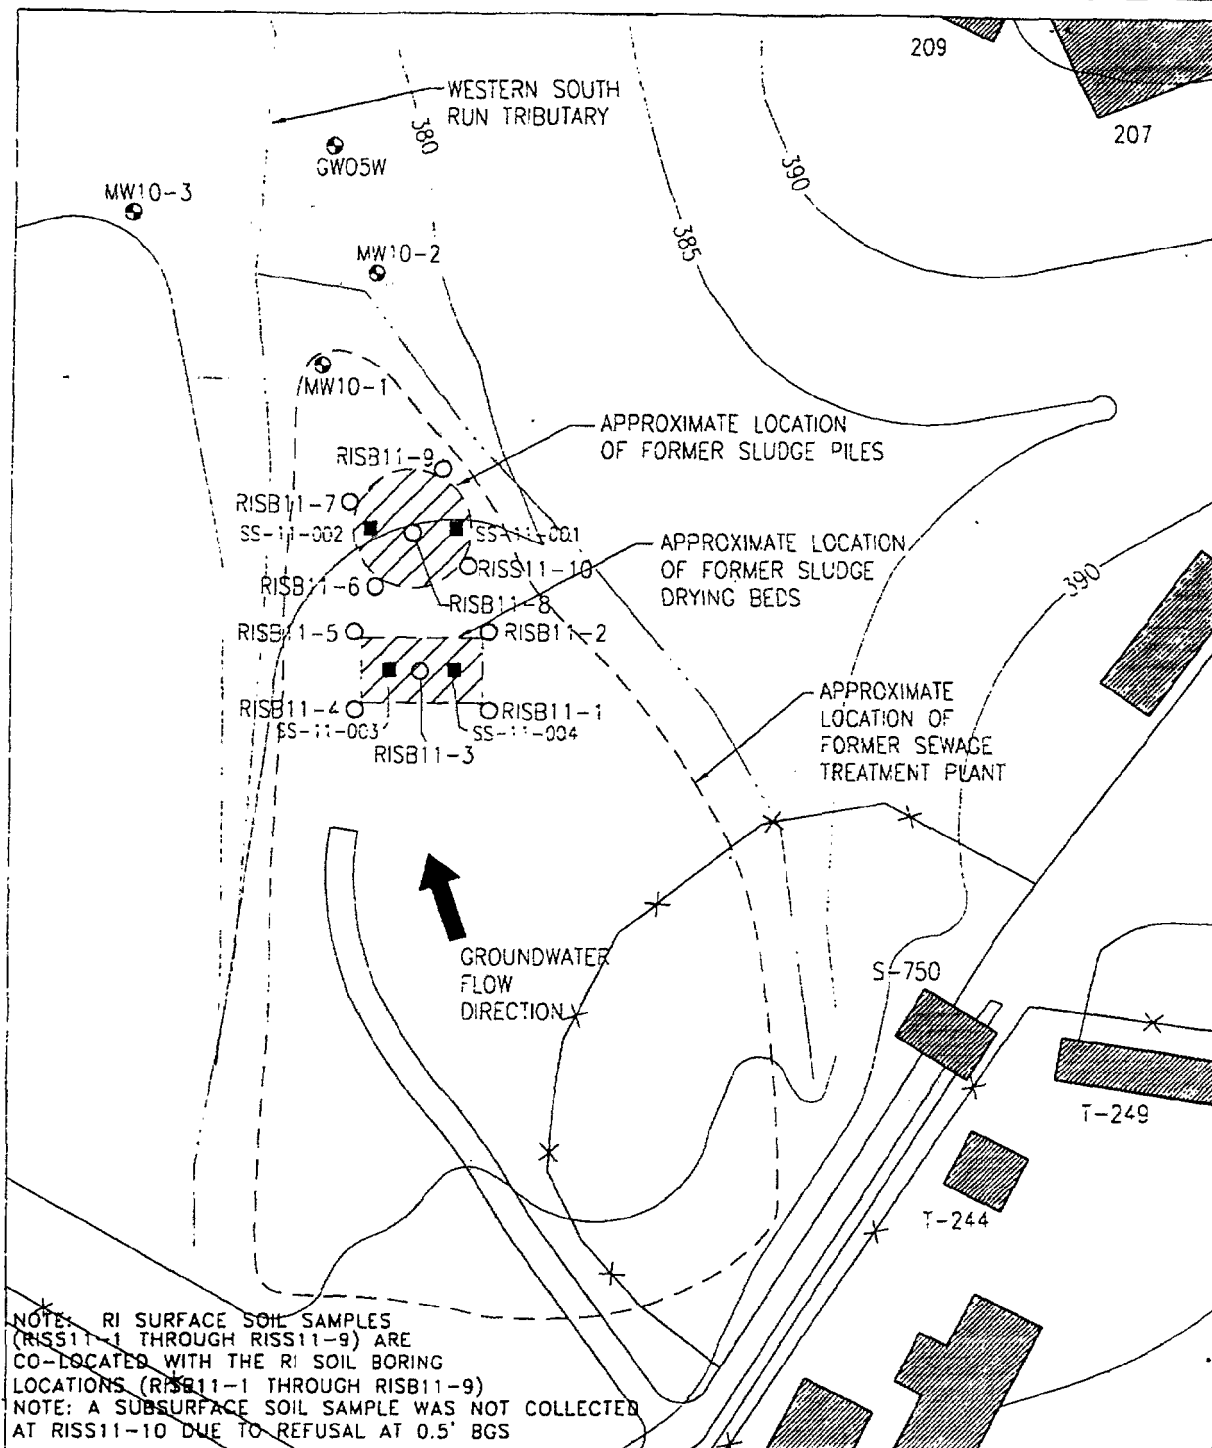 209
207
WESTERN SOUTH
RUN TRIBUTARY
380
390
GW05W
MW10-3
385
MW10-2
MW10-1
APPROXIMATE LOCATION
OF FORMER SLUDGE PILES
RISB11-9
RISB11-7
SS-11-002
SS-11-001
APPROXIMATE LOCATION
OF FORMER SLUDGE
DRYING BEDS
RISS11-10
RISB11-6
RISB11-8
390
RISB11-5
RISB11-2
RISB11-4
RISB11-1
SS-11-003
SS-11-004
RISB11-3
APPROXIMATE
LOCATION OF
FORMER SEWAGE
TREATMENT PLANT
GROUNDWATER
FLOW
DIRECTION
S-750
T-249
T-244
NOTE: RI SURFACE SOIL SAMPLES
(RISS11-1 THROUGH RISS11-9) ARE
CO-LOCATED WITH THE RI SOIL BORING
LOCATIONS (RISB11-1 THROUGH RISB11-9)
NOTE: A SUBSURFACE SOIL SAMPLE WAS NOT COLLECTED
AT RISS11-10 DUE TO REFUSAL AT 0.5' BGS